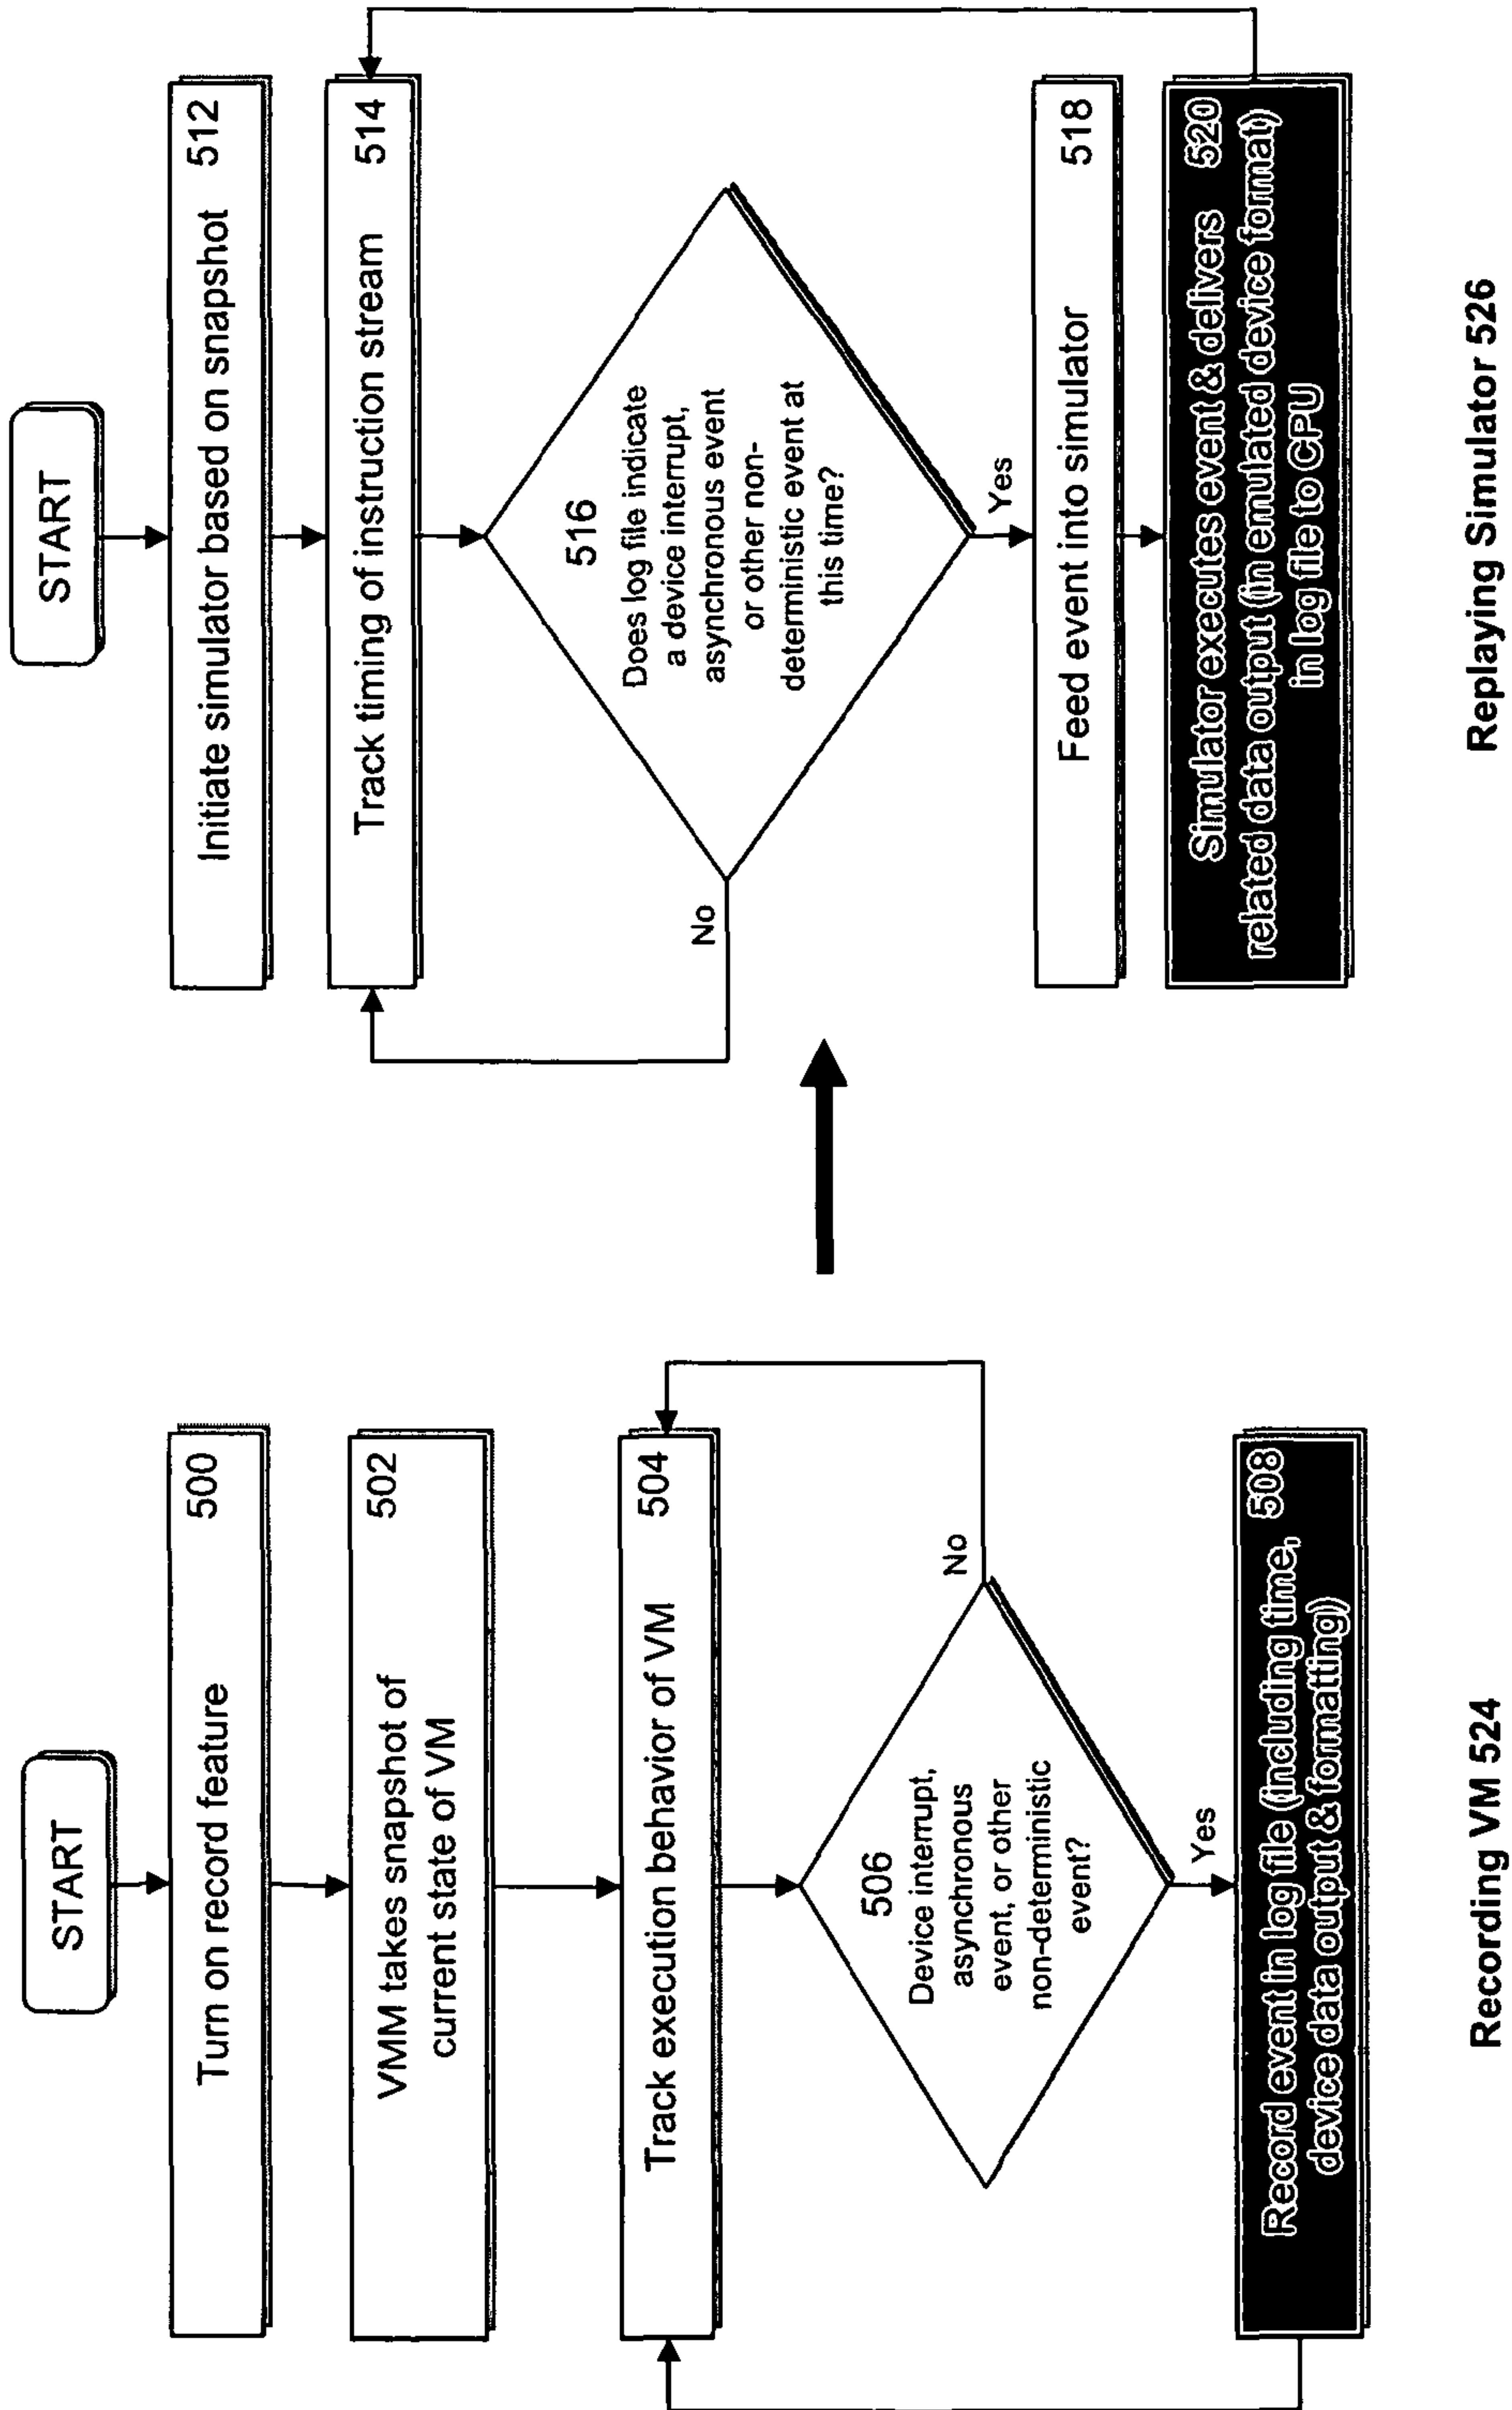 START
Turn on record feature 500
VMM takes snapshot of 502
current state of VM
Track execution behavior of VM 504
506
Device interrupt,
asynchronous
event, or other
non-deterministic
event?
No
Yes
Record event in log file (including time, 508
device data output & formatting)
Recording VM 524
START
Initiate simulator based on snapshot 512
Track timing of instruction stream 514
516
Does log file indicate
a device interrupt,
asynchronous event
or other non-
deterministic event at
this time?
No
Yes
Feed event into simulator 518
Simulator executes event & delivers 520
related data output (in emulated device format)
in log file to CPU
Replaying Simulator 526